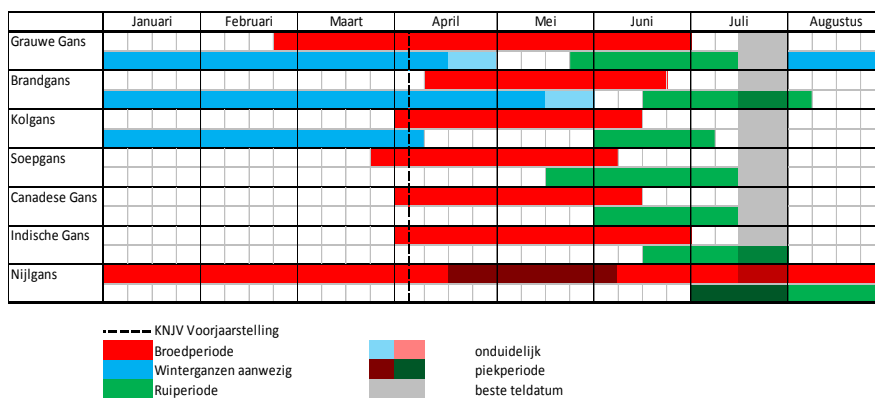 Januari Februari Maart April Mei Juni Juli Augustus
Grauwe Gans
Brandgans
Kolgans
Soepgans
Canadese Gans
Indische Gans
Nijlgans
KNJV Voorjaarstelling
Broedperiode onduidelijk
Winterganzen aanwezig piekperiode
Ruiperiode beste teldatum